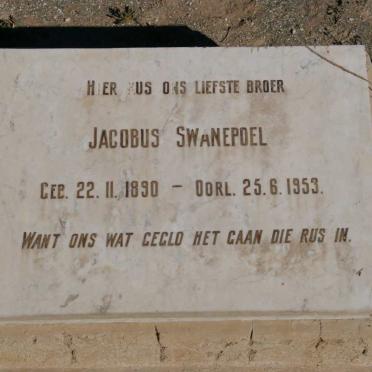 HIER RUS ONS LIEFSTE BROER
JACOBUS SWANEPOEL
GEB. 22.11.1890 – OORL. 25.6.1953.
WANT ONS WAT GEGLO HET GAAN DIE RUS IN.